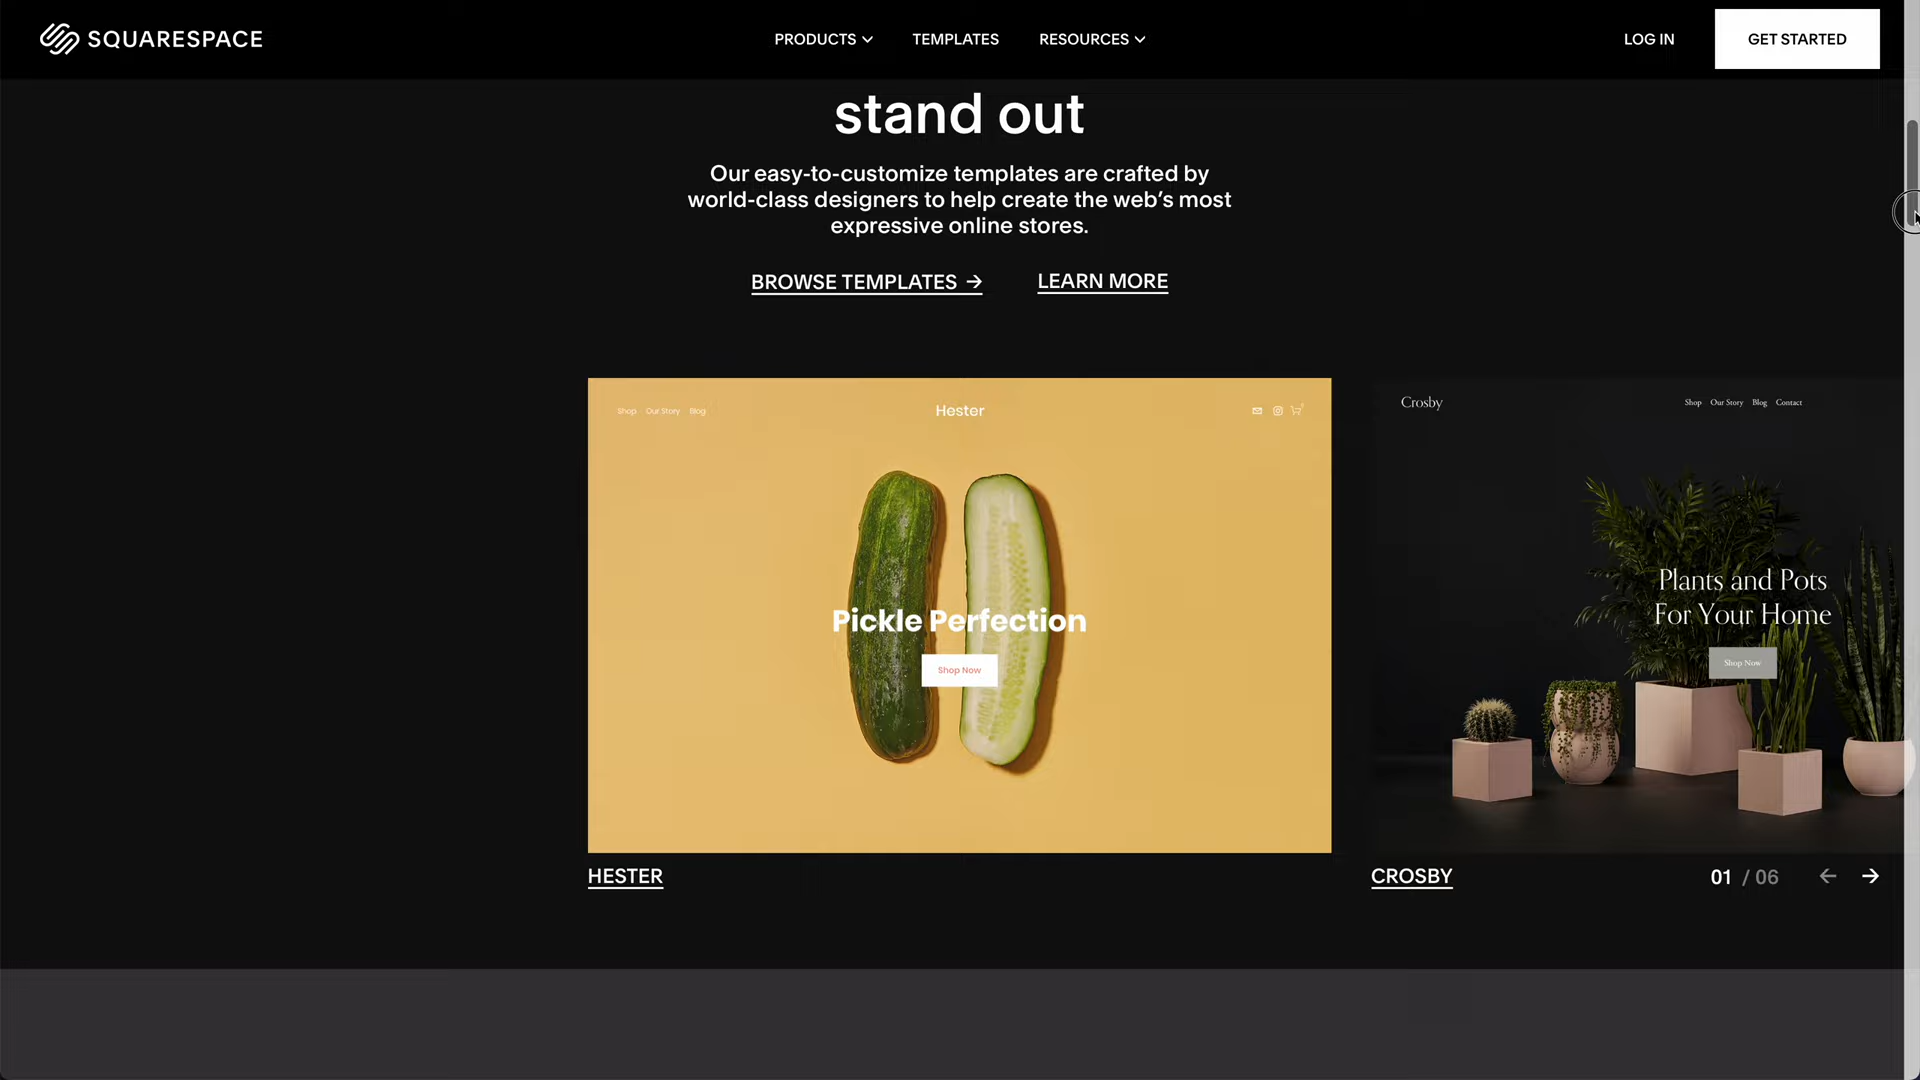 SQUARESPACE
PRODUCTS
TEMPLATES
RESOURCES
LOG IN
GET STARTED
stand out
Our easy-to-customize templates are crafted by
world-class designers to help create the web’s most
expressive online stores.
BROWSE TEMPLATES →
LEARN MORE
Shop Our Story Blog
Hester
Pickle Perfection
Shop Now
HESTER
Crosby
Shop Our Story Blog Contact
Plants and Pots
For Your Home
Shop Now
CROSBY
01 / 06 ← →